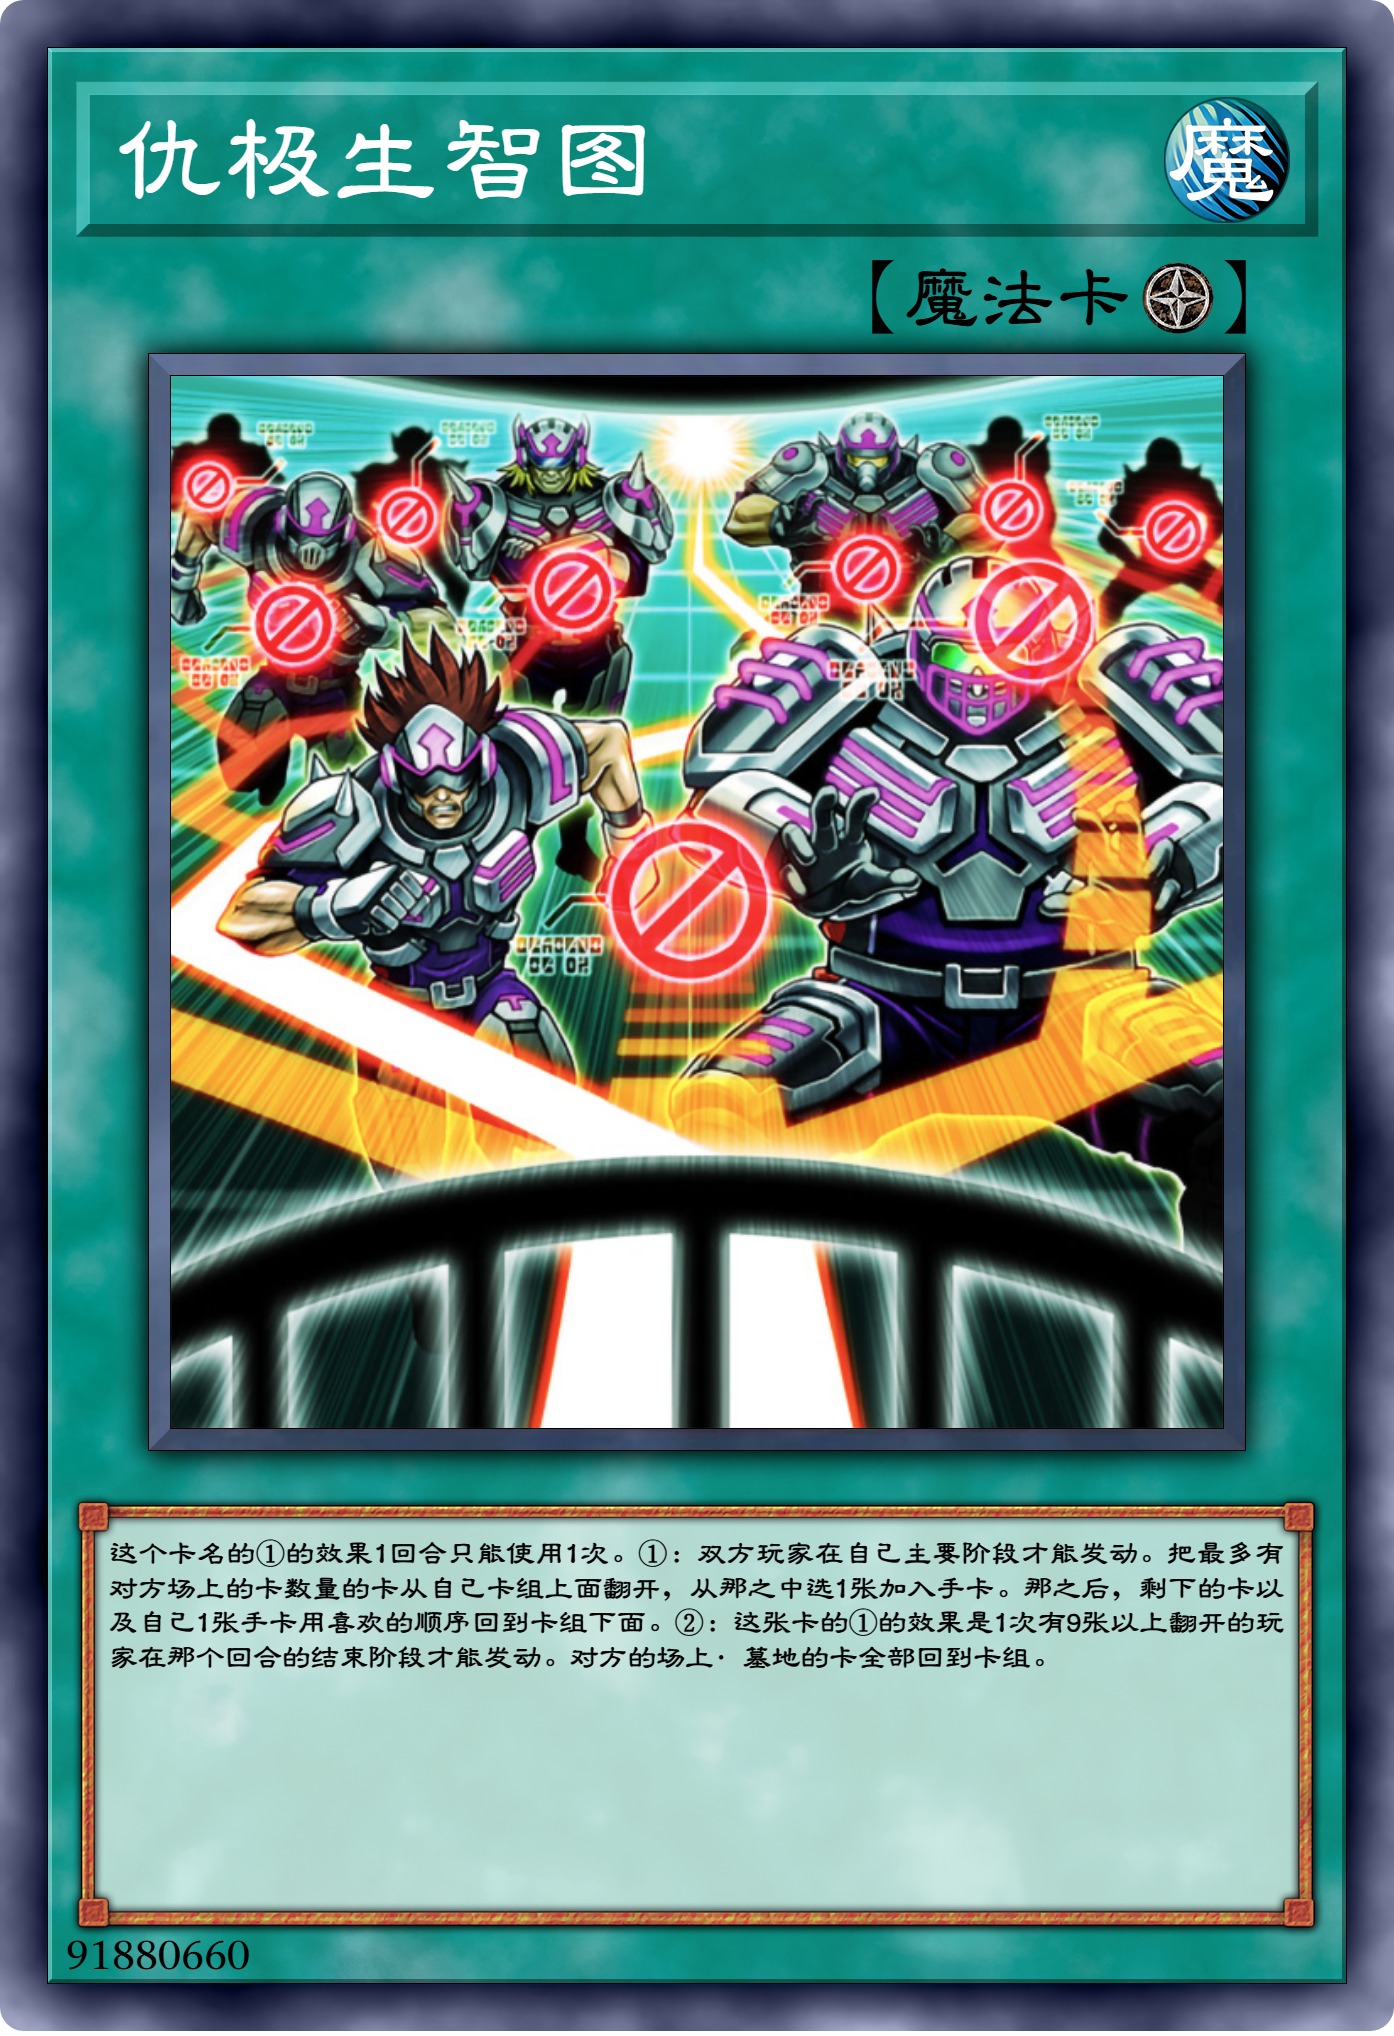 仇极生智图
魔
【魔法卡】
这个卡名的①的效果1回合只能使用1次。①：双方玩家在自己主要阶段才能发动。把最多有
对方场上的卡数量的卡从自己卡组上面翻开，从那之中选1张加入手卡。那之后，剩下的卡以
及自己1张手卡用喜欢的顺序回到卡组下面。②：这张卡的①的效果是1次有9张以上翻开的玩
家在那个回合的结束阶段才能发动。对方的场上·墓地的卡全部回到卡组。
91880660